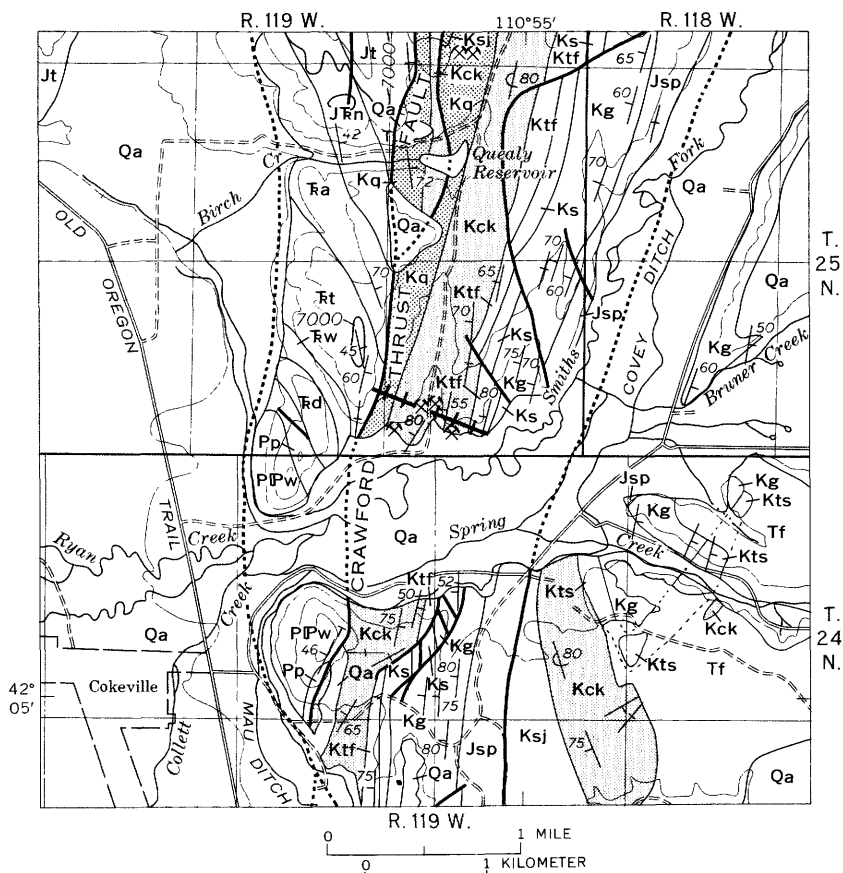 R. 119 W.
110°55'
R. 118 W.
Jt
Jt
7000
Ksj
Ks
Ktf
65
Jsp
Kck
80
Qa
FAULT
Kq
Kg
60
42
Ktf
Qa
Birch Cr
Quealy Reservoir
72
70
Fork
Qa
Kq
Qa
Kck
Ks
OLD
OREGON
TRAIL
70
Kq
65
70
60
DITCH
T. 25 N.
Qa
7000
Ktf
70
Jsp
THRUST
Ks
45
60
75
70
Kg
Kg
50
60
Bruner Creek
Smiths
COVEY
Ktf
80
55
Ks
80
Pp
CRAWFORD
Jsp
Kg
Kts
Kg
Spring Creek
Qa
Tf
Kts
Ryan Creek
Ktf
52
50
Kts
75
Kck
Kg
Kg
Kck
T. 24 N.
Qa
46
80
Qa
Ks
80
Kts
Tf
Pp
Ks
Kck
Cokeville
42° 05'
75
Collett Creek
MAU DITCH
65
Kg
Ktf
80
Jsp
Ksj
75
75
Qa
Qa
R. 119 W.
0 1 MILE
0 1 KILOMETER